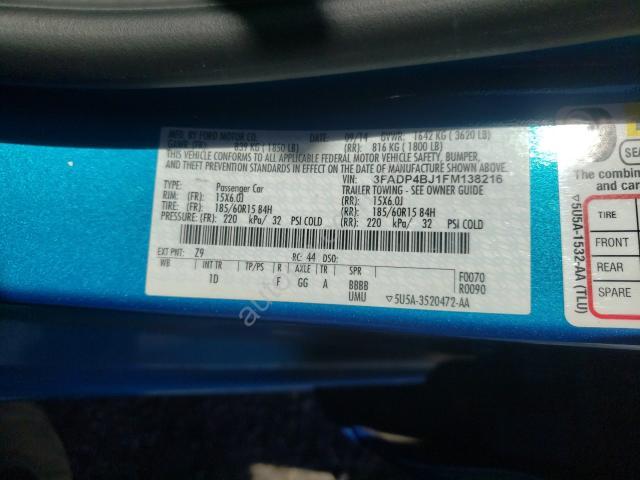 MFD. BY FORD MOTOR CO.
DATE: 09/14 GVWR: 1642 KG ( 3620 LB)
GAWR: (FR): 839 KG ( 1850 LB) (RR): 816 KG ( 1800 LB)
THIS VEHICLE CONFORMS TO ALL APPLICABLE FEDERAL MOTOR VEHICLE SAFETY, BUMPER,
AND THEFT PREVENTION STANDARDS IN EFFECT ON THE DATE OF MANUFACTURE SHOWN ABOVE.
VIN: 3FADP4BJ1FM138216
TYPE: Passenger Car TRAILER TOWING - SEE OWNER GUIDE
RIM: (FR): 15X6.0J (RR): 15X6.0J
TIRE: (FR): 185/60R15 84H (RR): 185/60R15 84H
PRESSURE: (FR): 220 kPa/ 32 PSI COLD (RR): 220 kPa/ 32 PSI COLD
EXT PNT: Z9 RC: 44 DSO:
WB INT TR TP/PS R AXLE TR SPR
1D F GG A BBBB
UMU
F0070
R0090
▽5U5A-3520472-AA
SEA
The combined
and car
TIRE
FRONT
REAR
SPARE
▽5U5A-1532-AA (TLU)